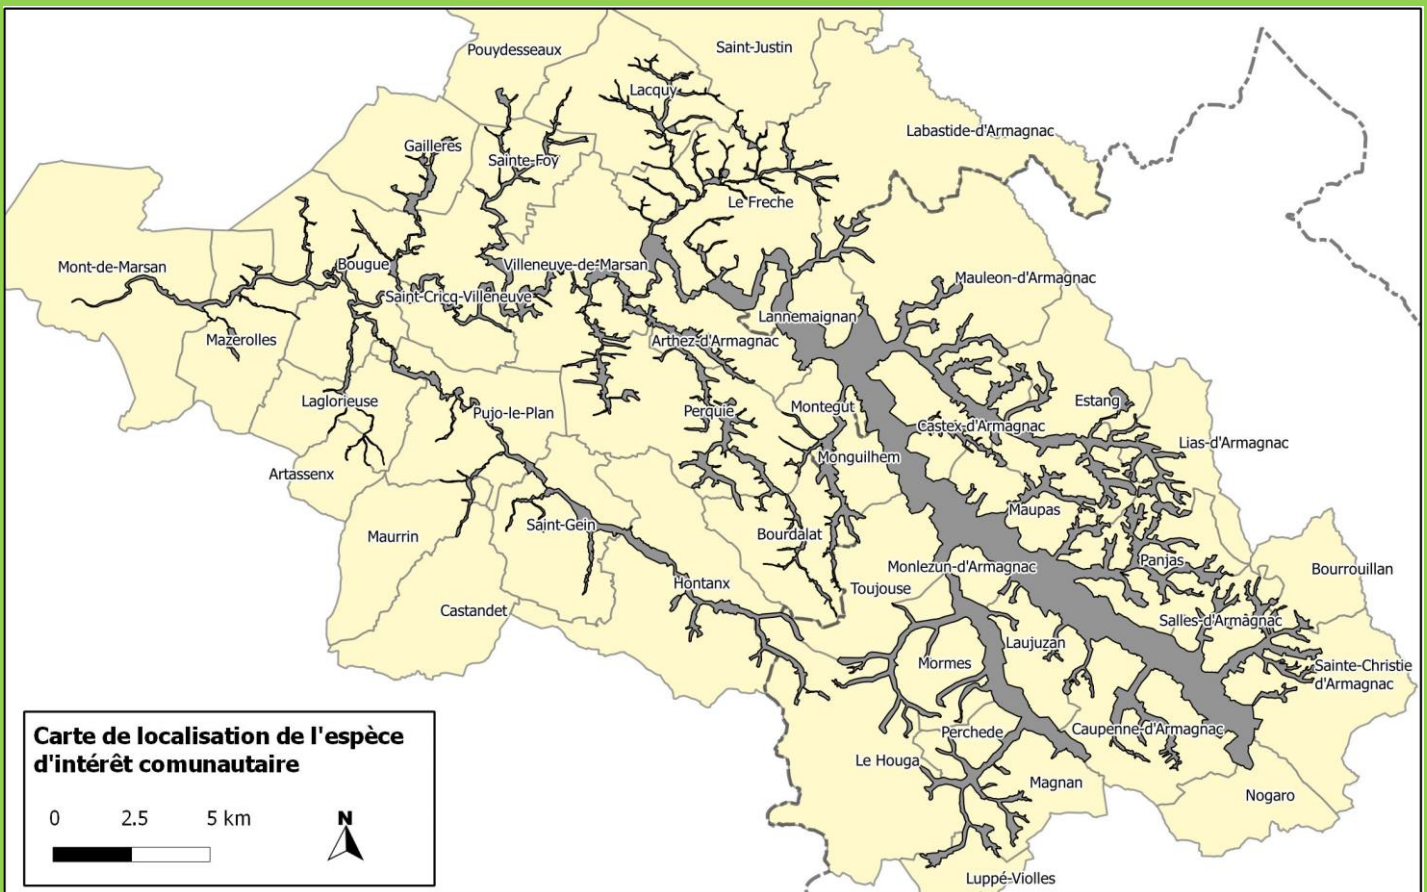 Saint-Justin
Pouydesseaux
Lacquy
Labastide-d'Armagnac
Gailleres
Sainte-Foy
Le Freche
Mont-de-Marsan
Bougue
Villeneuve-de-Marsan
Mauleon-d'Armagnac
Saint-Cricq-Villeneuve
Lannemaignan
Mazerolles
Arthez-d'Armagnac
Laglorieuse
Pujo-le-Plan
Perquie
Montegut
Estang
Castex-d'Armagnac
Lias-d'Armagnac
Monguilhem
Artassenx
Maupas
Saint-Gein
Maurrin
Bourdalat
Panjas
Monlezun-d'Armagnac
Bourrouillan
Hontanx
Toujouse
Castandet
Salles-d'Armagnac
Laujuzan
Mormes
Sainte-Christie
d'Armagnac
Perchede
Caupenne-d'Armagnac
Le Houga
Magnan
Nogaro
Luppé-Violles
Carte de localisation de l'espèce
d'intérêt comunautaire
0 2.5 5 km
N